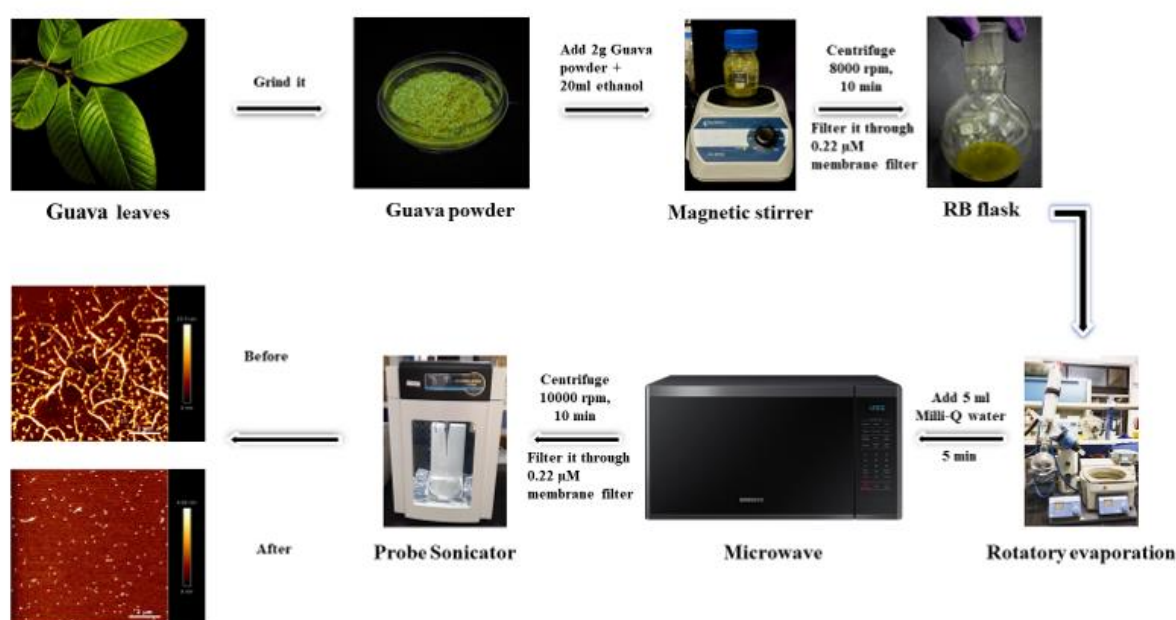 Grind it
Add 2g Guava
powder +
20ml ethanol
Centrifuge
8000 rpm,
10 min
Filter it through
0.22 µM
membrane filter
Guava leaves
Guava powder
Magnetic stirrer
RB flask
Before
Centrifuge
10000 rpm,
10 min
Filter it through
0.22 µM
membrane filter
Add 5 ml
Milli-Q water
5 min
After
Probe Sonicator
Microwave
Rotatory evaporation
SAMSUNG